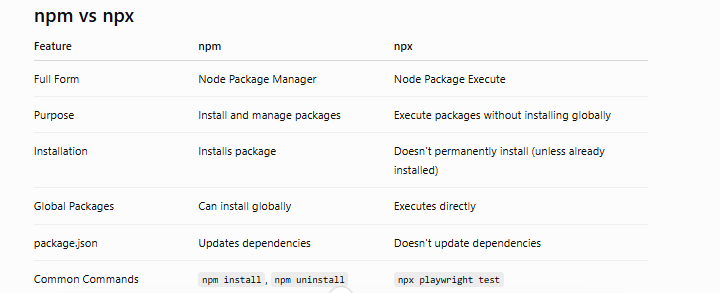 npm vs npx
Feature npm npx
Full Form Node Package Manager Node Package Execute
Purpose Install and manage packages Execute packages without installing globally
Installation Installs package Doesn't permanently install (unless already
installed)
Global Packages Can install globally Executes directly
package.json Updates dependencies Doesn't update dependencies
Common Commands npm install, npm uninstall npx playwright test